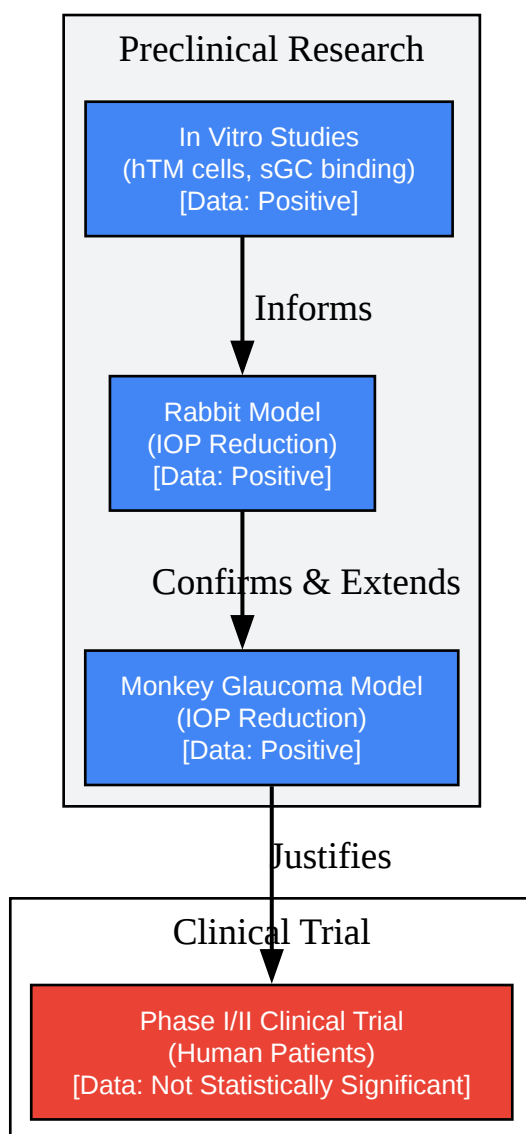 Preclinical Research
In Vitro Studies
(hTM cells, sGC binding)
[Data: Positive]
Informs
Rabbit Model
(IOP Reduction)
[Data: Positive]
Confirms & Extends
Monkey Glaucoma Model
(IOP Reduction)
[Data: Positive]
Justifies
Clinical Trial
Phase I/II Clinical Trial
(Human Patients)
[Data: Not Statistically Significant]